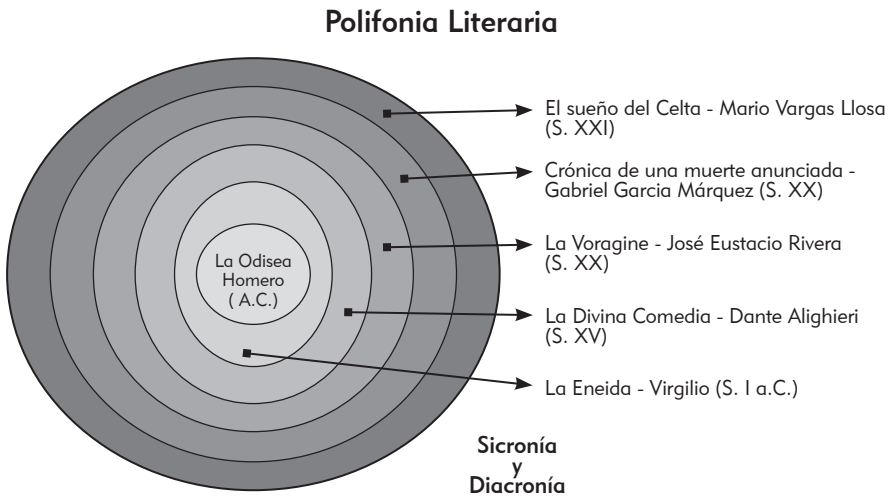 Polifonia Literaria
El sueño del Celta - Mario Vargas Llosa
(S. XXI)
Crónica de una muerte anunciada -
Gabriel Garcia Márquez (S. XX)
La Odisea
Homero
( A.C.)
La Voragine - José Eustacio Rivera
(S. XX)
La Divina Comedia - Dante Alighieri
(S. XV)
La Eneida - Virgilio (S. I a.C.)
Sicronía
y
Diacronía